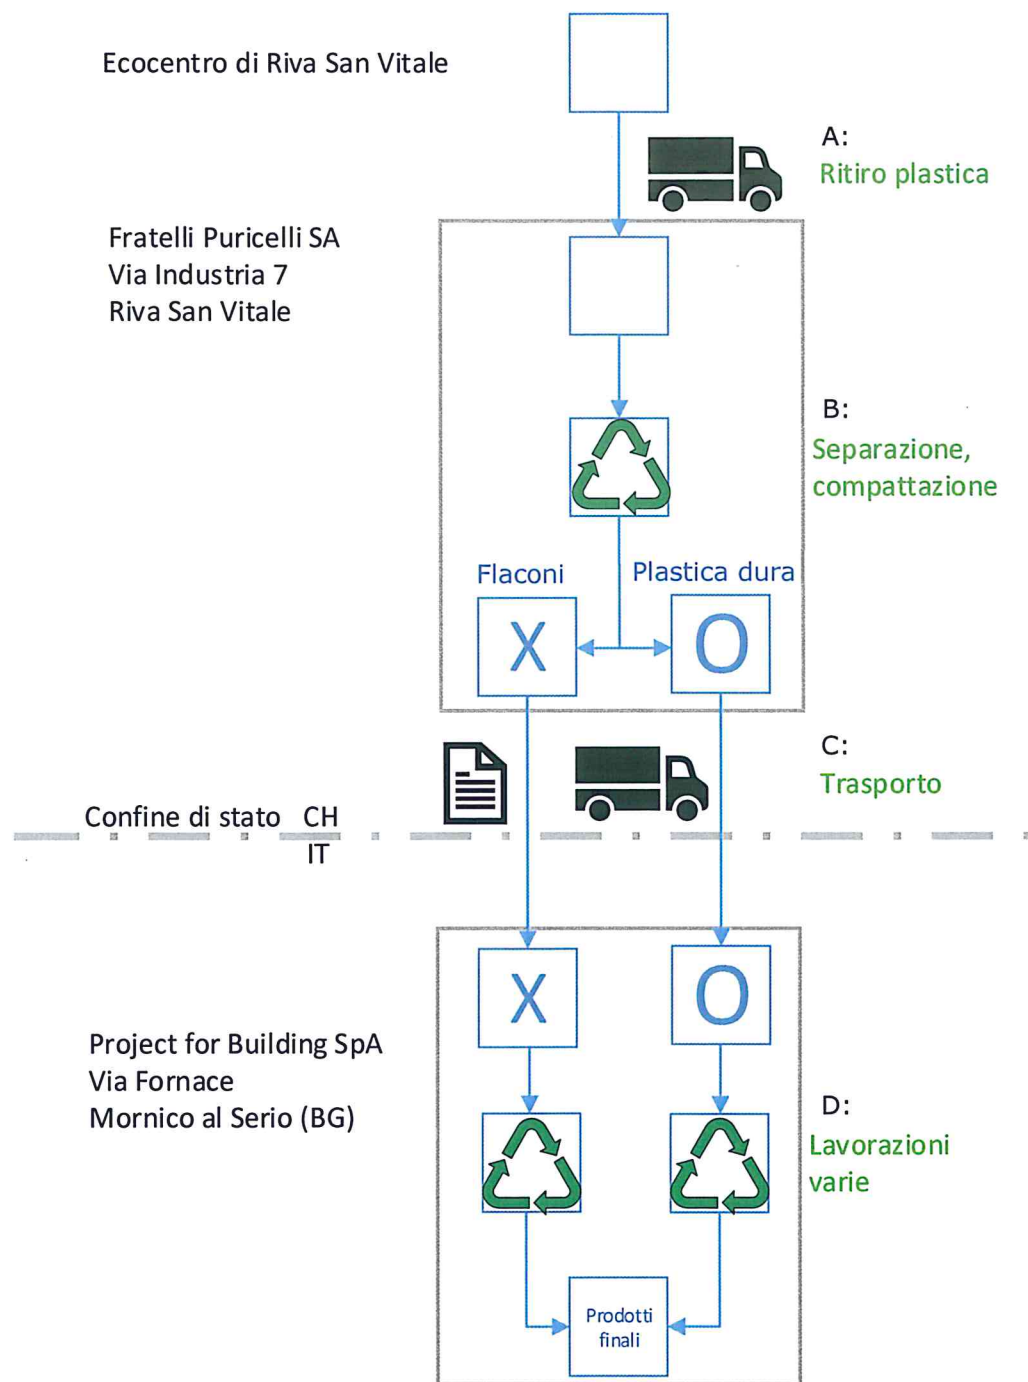 Ecocentro di Riva San Vitale
A:
Ritiro plastica
Fratelli Puricelli SA
Via Industria 7
Riva San Vitale
B:
Separazione,
compattazione
Flaconi
Plastica dura
X
O
C:
Trasporto
Confine di stato CH
IT
X
O
Project for Building SpA
Via Fornace
Mornico al Serio (BG)
D:
Lavorazioni
varie
Prodotti
finali